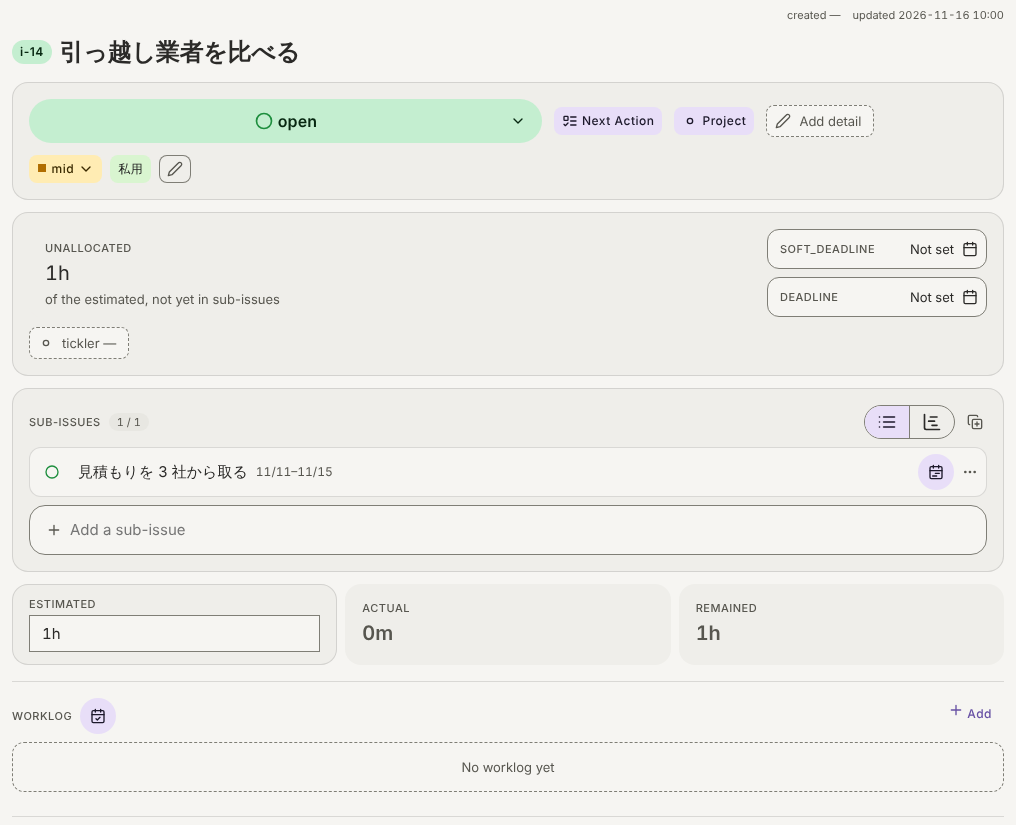 created — updated 2026-11-16 10:00
i-14 引っ越し業者を比べる
open Next Action Project Add detail
mid 私用
UNALLOCATED
1h
of the estimated, not yet in sub-issues
SOFT_DEADLINE Not set
DEADLINE Not set
tickler —
SUB-ISSUES 1 / 1
見積もりを 3 社から取る 11/11–11/15
Add a sub-issue
ESTIMATED
1h
ACTUAL
0m
REMAINED
1h
WORKLOG
Add
No worklog yet